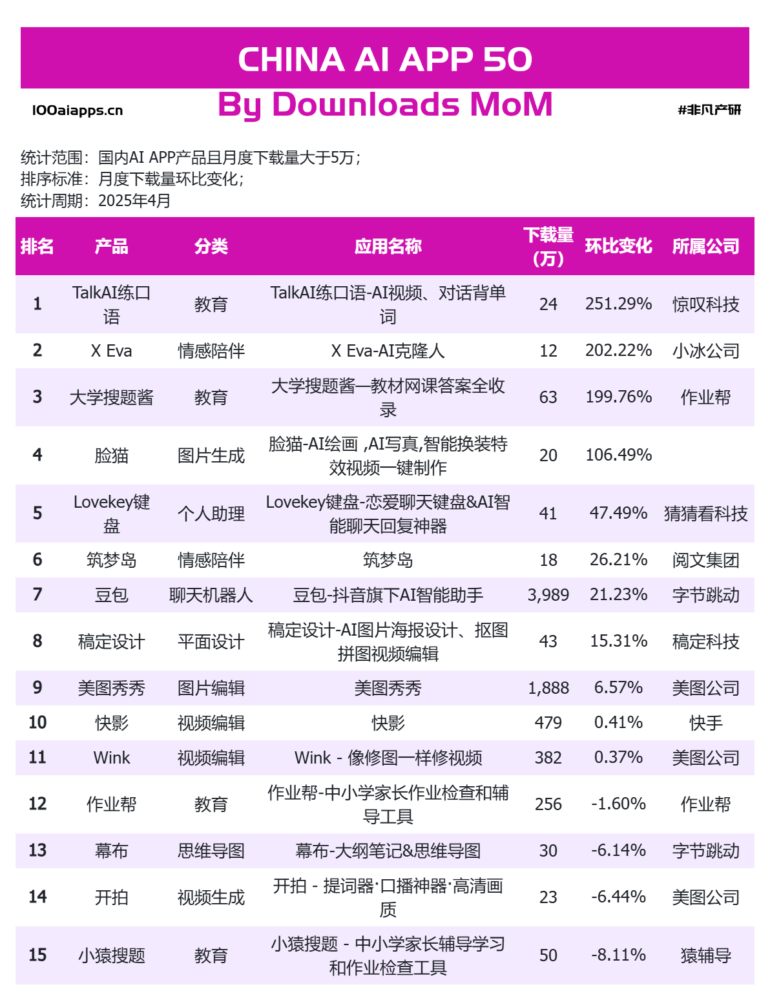 CHINA AI APP 50
By Downloads MoM
100aiapps.cn
#非凡产研
统计范围：国内AI APP产品且月度下载量大于5万；
排序标准：月度下载量环比变化；
统计周期：2025年4月
排名 产品 分类 应用名称 下载量（万） 环比变化 所属公司
1 TalkAI练口语 教育 TalkAI练口语-AI视频、对话背单词 24 251.29% 惊叹科技
2 X Eva 情感陪伴 X Eva-AI克隆人 12 202.22% 小冰公司
3 大学搜题酱 教育 大学搜题酱—教材网课答案全收录 63 199.76% 作业帮
4 脸猫 图片生成 脸猫-AI绘画 ,AI写真,智能换装特效视频一键制作 20 106.49%
5 Lovekey键盘 个人助理 Lovekey键盘-恋爱聊天键盘&AI智能聊天回复神器 41 47.49% 猜猜看科技
6 筑梦岛 情感陪伴 筑梦岛 18 26.21% 阅文集团
7 豆包 聊天机器人 豆包-抖音旗下AI智能助手 3,989 21.23% 字节跳动
8 稿定设计 平面设计 稿定设计-AI图片海报设计、抠图拼图视频编辑 43 15.31% 稿定科技
9 美图秀秀 图片编辑 美图秀秀 1,888 6.57% 美图公司
10 快影 视频编辑 快影 479 0.41% 快手
11 Wink 视频编辑 Wink - 像修图一样修视频 382 0.37% 美图公司
12 作业帮 教育 作业帮-中小学家长作业检查和辅导工具 256 -1.60% 作业帮
13 幕布 思维导图 幕布-大纲笔记&思维导图 30 -6.14% 字节跳动
14 开拍 视频生成 开拍 - 提词器·口播神器·高清画质 23 -6.44% 美图公司
15 小猿搜题 教育 小猿搜题 - 中小学家长辅导学习和作业检查工具 50 -8.11% 猿辅导